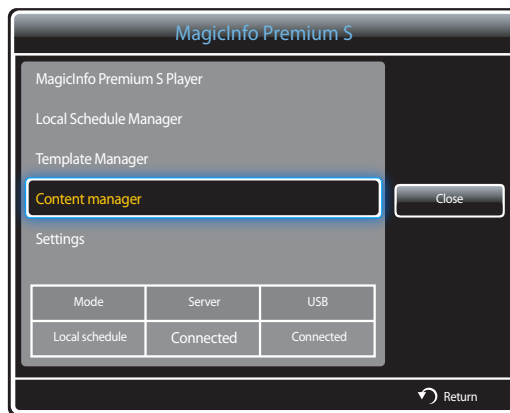 MagicInfo Premium S
MagicInfo Premium S Player
Local Schedule Manager
Template Manager
Content manager
Close
Settings
Mode Server USB
Local schedule Connected Connected
Return